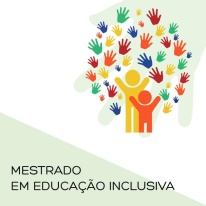 MESTRADO
EM EDUCAÇÃO INCLUSIVA